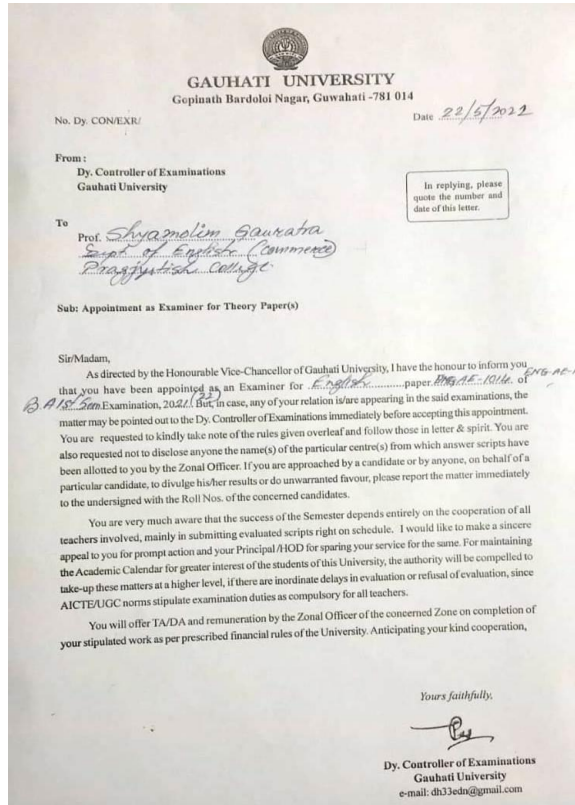 GAUHATI UNIVERSITY
Gopinath Bardoloi Nagar, Guwahati -781 014
No. Dy. CON/EXR/
Date 22/5/2022
From :
Dy. Controller of Examinations
Gauhati University
In replying, please
quote the number and
date of this letter.
To
Prof. Shyamolim
Dept of English (Commerce)
Pragjyotish College
Sub: Appointment as Examiner for Theory Paper(s)
Sir/Madam,
As directed by the Honourable Vice-Chancellor of Gauhati University, I have the honour to inform you
that you have been appointed as an Examiner for English paper ENG-AE-1014 of ENG-AE-
B.A 1st Sem Examination, 2021 (22) But, in case, any of your relation is/are appearing in the said examinations, the
matter may be pointed out to the Dy. Controller of Examinations immediately before accepting this appointment.
You are requested to kindly take note of the rules given overleaf and follow those in letter & spirit. You are
also requested not to disclose anyone the name(s) of the particular centre(s) from which answer scripts have
been allotted to you by the Zonal Officer. If you are approached by a candidate or by anyone, on behalf of a
particular candidate, to divulge his/her results or do unwarranted favour, please report the matter immediately
to the undersigned with the Roll Nos. of the concerned candidates.
You are very much aware that the success of the Semester depends entirely on the cooperation of all
teachers involved, mainly in submitting evaluated scripts right on schedule. I would like to make a sincere
appeal to you for prompt action and your Principal/HOD for sparing your service for the same. For maintaining
the Academic Calendar for greater interest of the students of this University, the authority will be compelled to
take-up these matters at a higher level, if there are inordinate delays in evaluation or refusal of evaluation, since
AICTE/UGC norms stipulate examination duties as compulsory for all teachers.
You will offer TA/DA and remuneration by the Zonal Officer of the concerned Zone on completion of
your stipulated work as per prescribed financial rules of the University. Anticipating your kind cooperation,
Yours faithfully,
Dy. Controller of Examinations
Gauhati University
e-mail: dh33edn@gmail.com